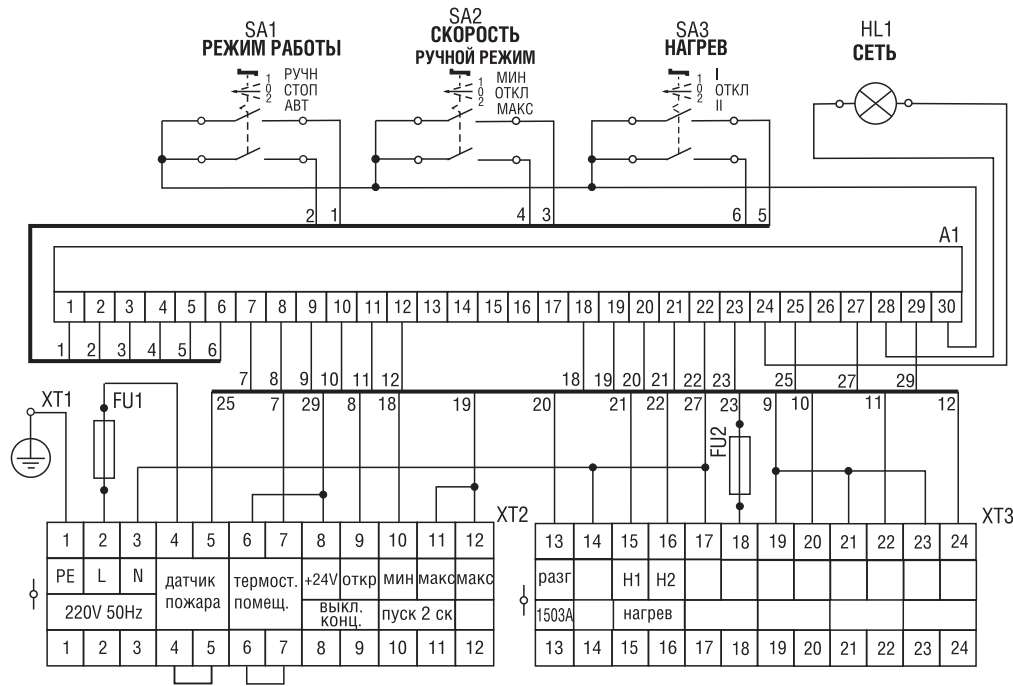 SA1
РЕЖИМ РАБОТЫ
1 РУЧН
0 СТОП
2 АВТ
SA2
СКОРОСТЬ
РУЧНОЙ РЕЖИМ
1 МИН
0 ОТКЛ
2 МАКС
SA3
НАГРЕВ
1 I
0 ОТКЛ
2 II
HL1
СЕТЬ
2 1 4 3 6 5
A1
1 2 3 4 5 6 7 8 9 10 11 12 13 14 15 16 17 18 19 20 21 22 23 24 25 26 27 28 29 30
1 2 3 4 5 6
7 8 9 10 11 12 18 19 20 21 22 23 25 27 29
XT1
FU1
25 7 29 8 18 19 20 21 22 27 23 9 10 11 12
FU2
XT2
1 2 3 4 5 6 7 8 9 10 11 12
PE L N
датчик
пожара
термост.
помещ.
+24V откр мин макс макс
220V 50Hz
выкл.
конц.
пуск 2 ск
1 2 3 4 5 6 7 8 9 10 11 12
XT3
13 14 15 16 17 18 19 20 21 22 23 24
разг Н1 Н2
1503А нагрев
13 14 15 16 17 18 19 20 21 22 23 24